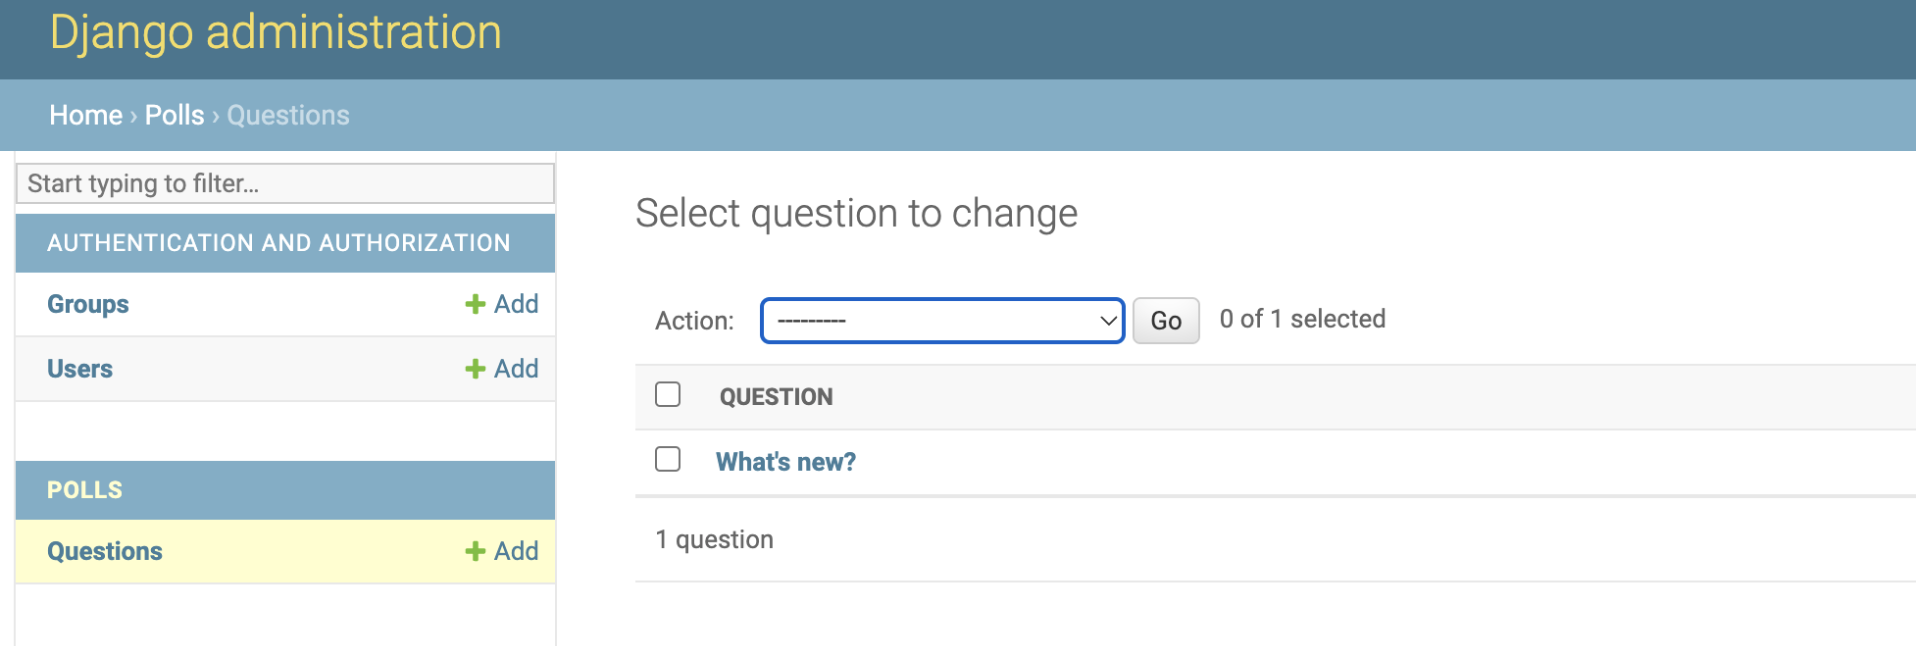 Django administration
Home › Polls › Questions
Start typing to filter...
AUTHENTICATION AND AUTHORIZATION
Groups + Add
Users + Add
POLLS
Questions + Add
Select question to change
Action: --------- Go 0 of 1 selected
QUESTION
What's new?
1 question